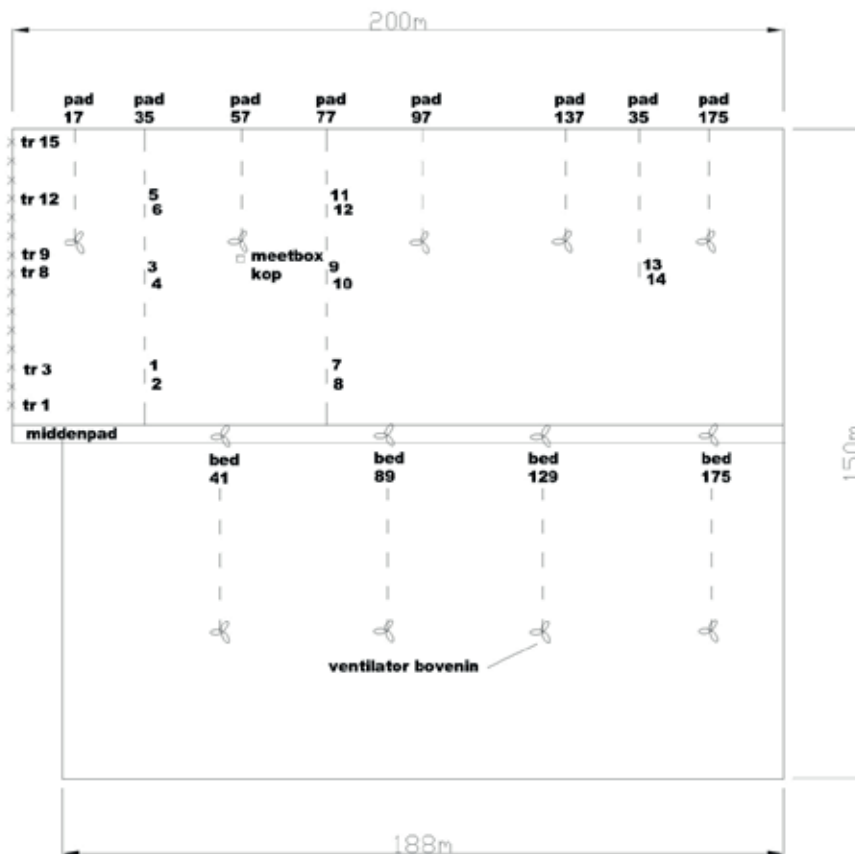 200m
pad pad pad pad pad pad pad pad
17 35 57 77 97 137 35 175
tr 15
tr 12 5 11
6 12
tr 9 meetbox
tr 8 3 9 13
kop
4 10 14
tr 3 1 7
2 8
tr 1
middenpad
bed bed bed bed
41 89 129 175
150m
ventilator bovenin
188m